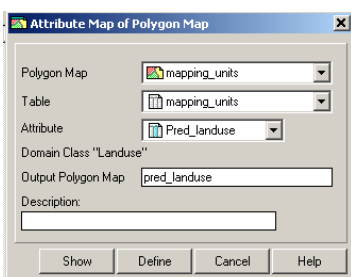 Attribute Map of Polygon Map
Polygon Map mapping_units
Table mapping_units
Attribute Pred_landuse
Domain Class "Landuse"
Output Polygon Map pred_landuse
Description:
Show Define Cancel Help